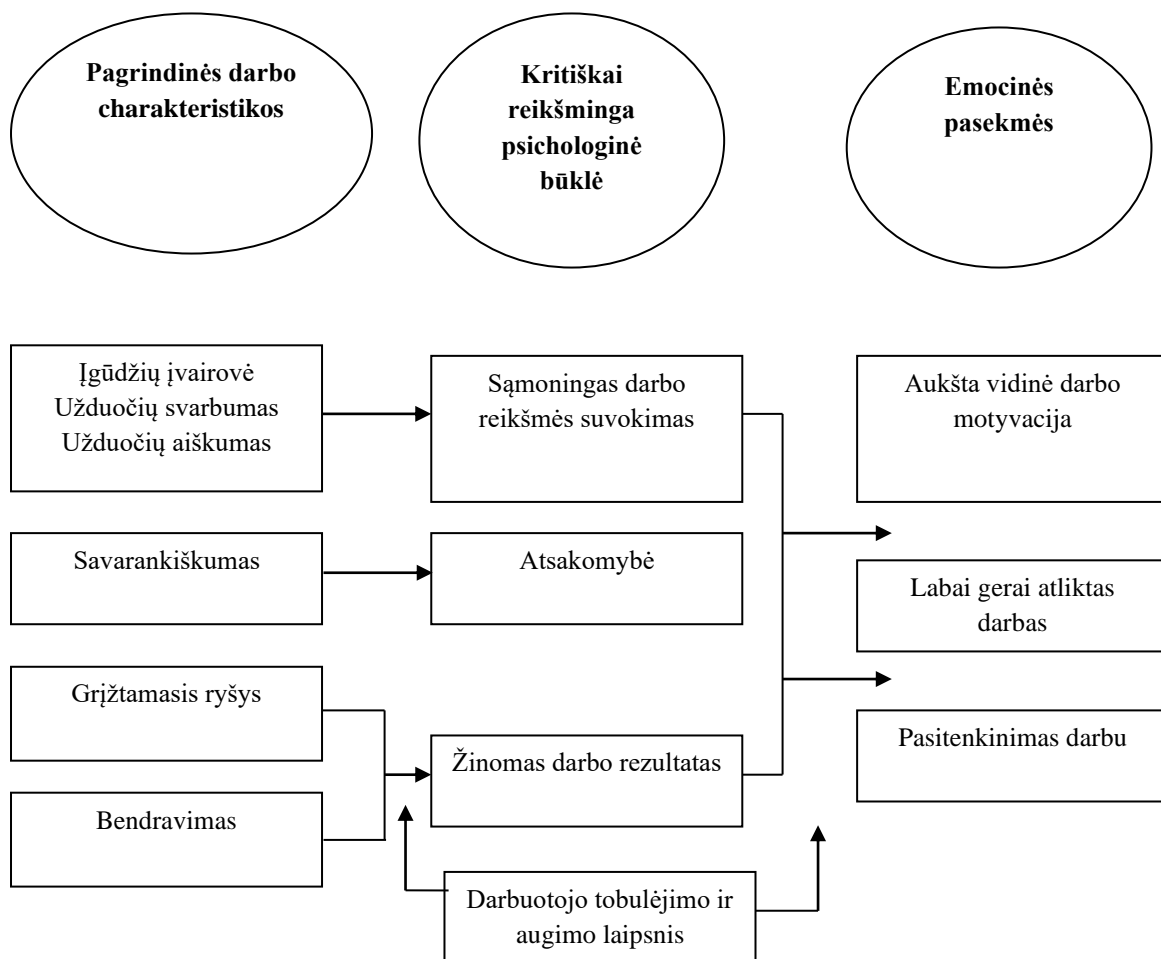 Pagrindinės darbo
charakteristikos
Kritiškai
reikšminga
psichologinė
būklė
Emocinės
pasekmės
Įgūdžių įvairovė
Užduočių svarbumas
Užduočių aiškumas
Sąmoningas darbo
reikšmės suvokimas
Aukšta vidinė darbo
motyvacija
Savarankiškumas
Atsakomybė
Labai gerai atliktas
darbas
Grįžtamasis ryšys
Žinomas darbo rezultatas
Pasitenkinimas darbu
Bendravimas
Darbuotojo tobulėjimo ir
augimo laipsnis